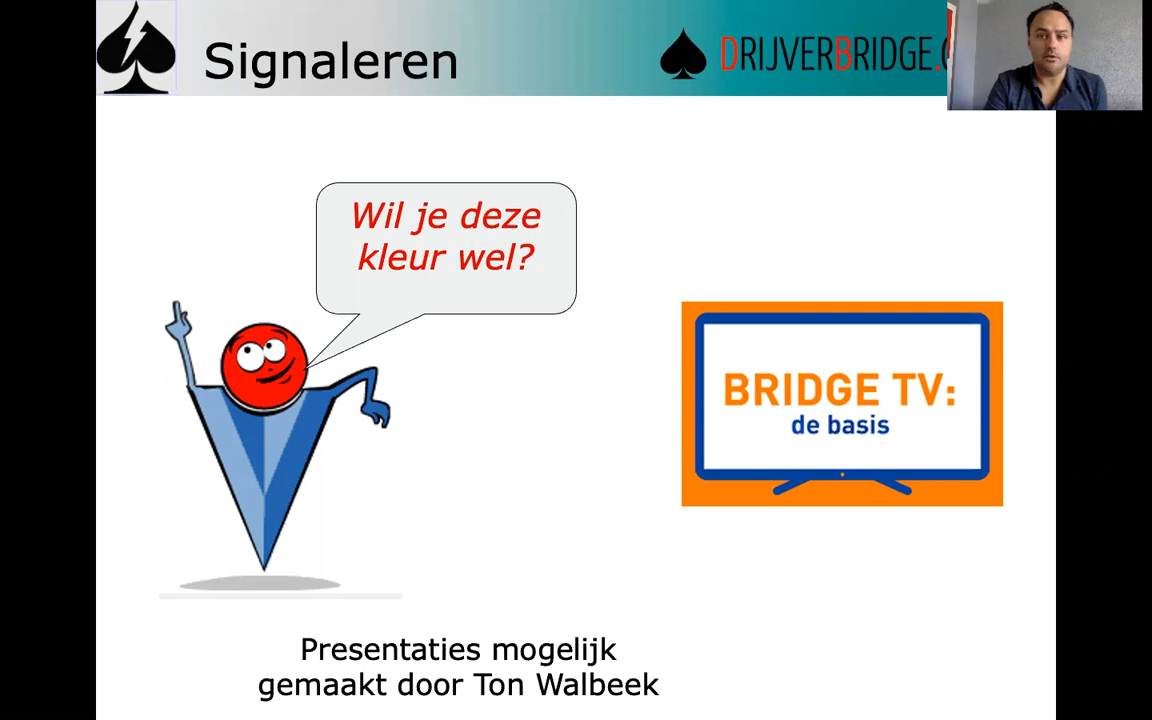 Signaleren
DRIJVERBRIDGE.
Wil je deze
kleur wel?
BRIDGE TV:
de basis
Presentaties mogelijk
gemaakt door Ton Walbeek